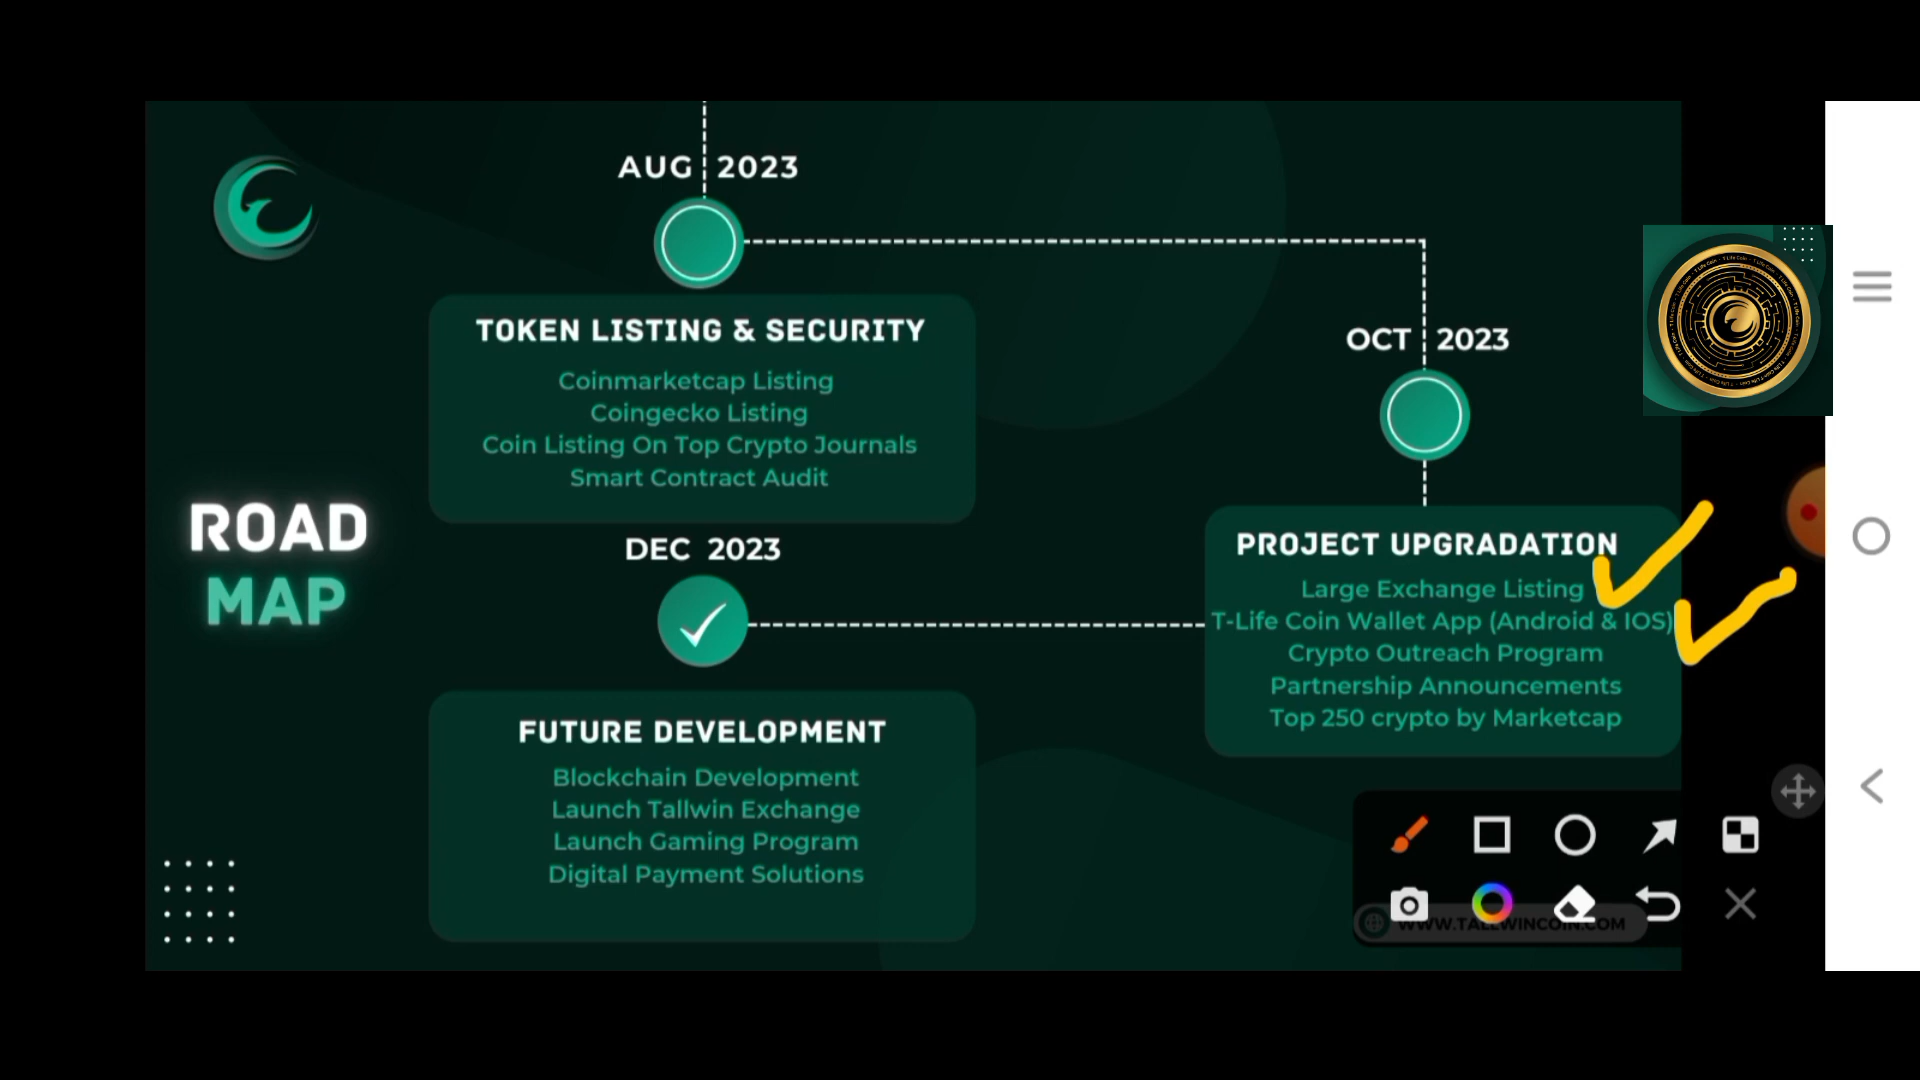 AUG 2023
TOKEN LISTING & SECURITY
Coinmarketcap Listing
Coingecko Listing
Coin Listing On Top Crypto Journals
Smart Contract Audit
OCT 2023
PROJECT UPGRADATION
Large Exchange Listing
T-Life Coin Wallet App (Android & IOS)
Crypto Outreach Program
Partnership Announcements
Top 250 crypto by Marketcap
ROAD
MAP
DEC 2023
FUTURE DEVELOPMENT
Blockchain Development
Launch Tallwin Exchange
Launch Gaming Program
Digital Payment Solutions
WWW.TALLWINCOIN.COM